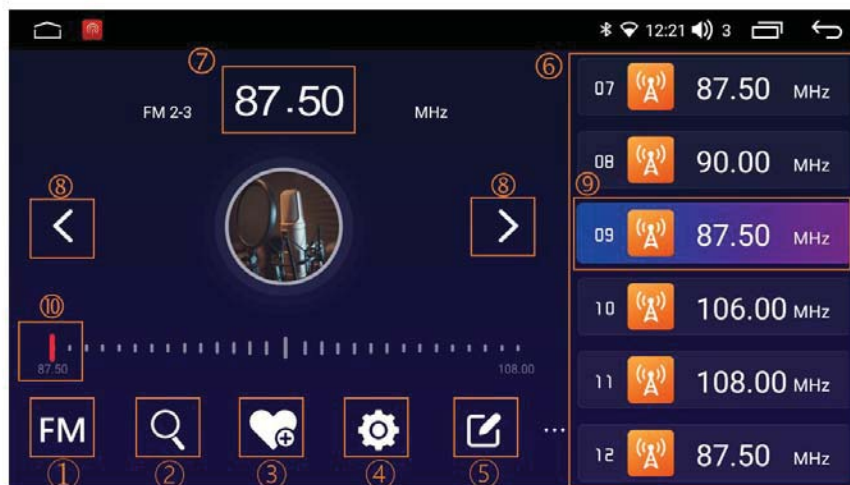 12:21 3
⑦
⑥
FM 2-3 87.50 MHz
07 87.50 MHz
08 90.00 MHz
⑧ ⑧
⑨
09 87.50 MHz
10 106.00 MHz
⑩
87.50 108.00
11 108.00 MHz
FM ...
12 87.50 MHz
① ② ③ ④ ⑤